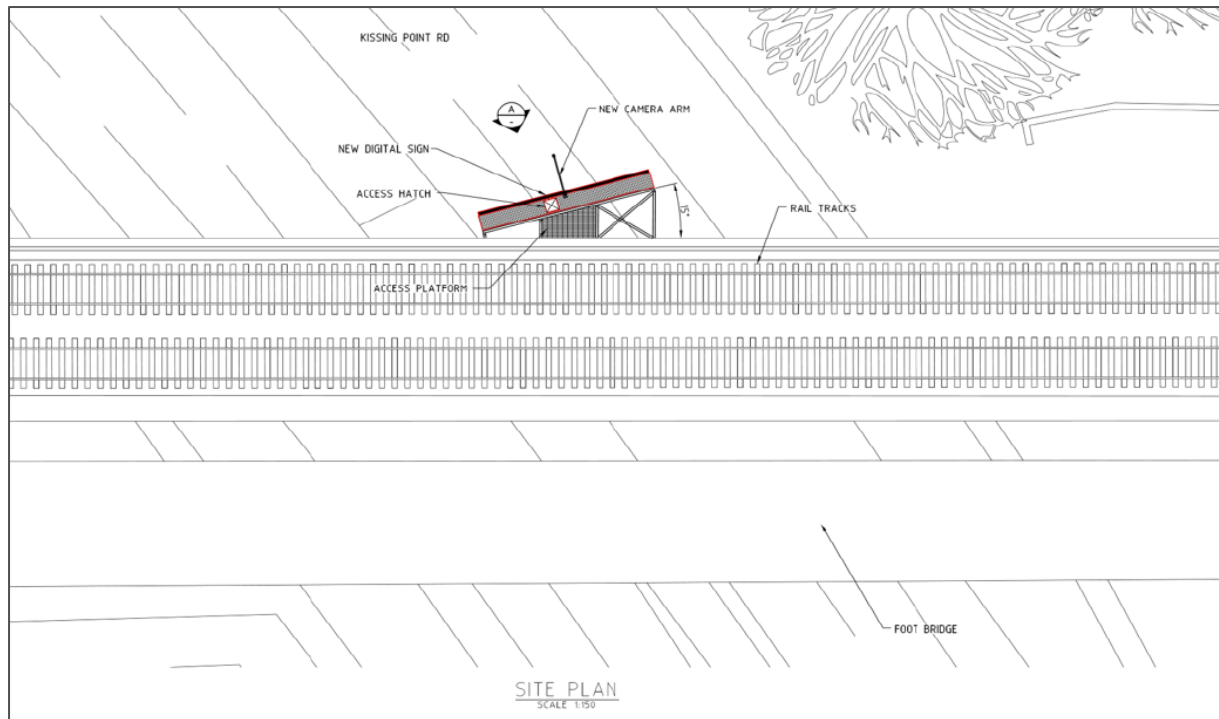 KISSING POINT RD
A
-
NEW CAMERA ARM
NEW DIGITAL SIGN
ACCESS HATCH
15°
RAIL TRACKS
ACCESS PLATFORM
FOOT BRIDGE
SITE PLAN
SCALE 1:150